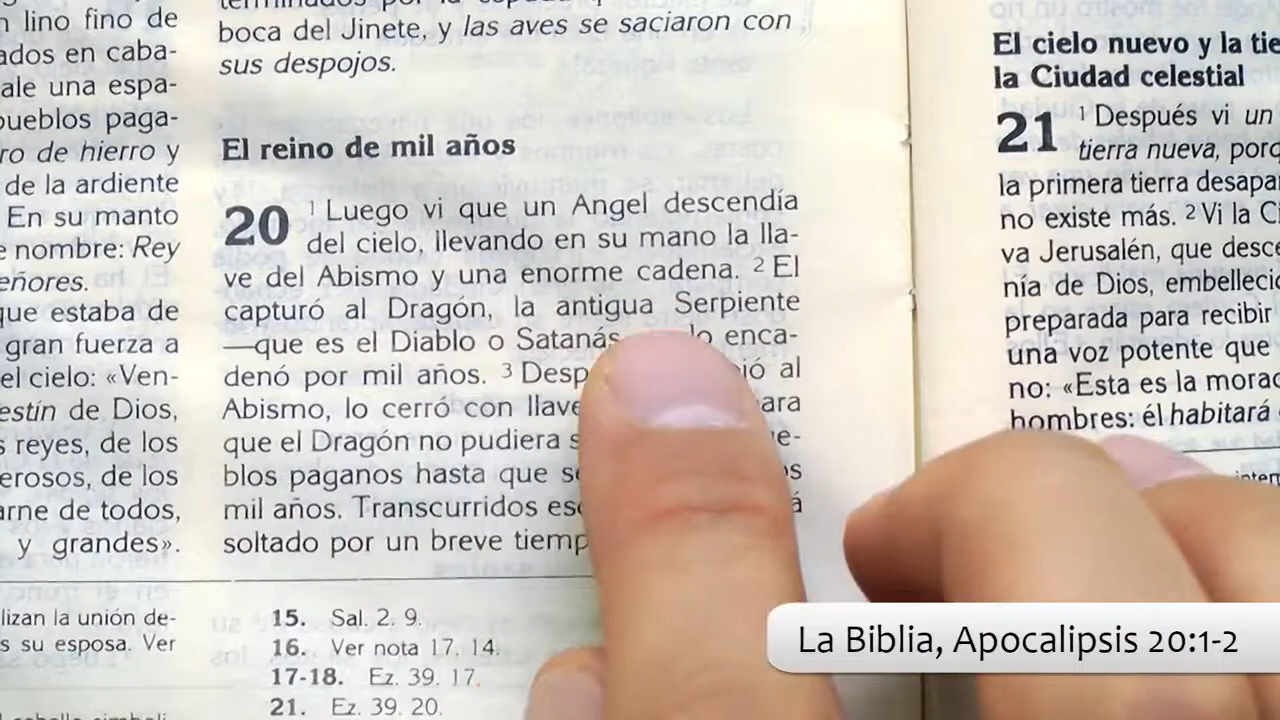 n lino fino de
ados en caba-
ale una espa-
pueblos paga-
ro de hierro y
de la ardiente
En su manto
e nombre: Rey
eñores.
que estaba de
gran fuerza a
el cielo: «Ven-
estín de Dios,
s reyes, de los
erosos, de los
arne de todos,
y grandes».
lizan la unión de-
s su esposa. Ver
boca del Jinete, y las aves se saciaron con
sus despojos.
El reino de mil años
20 1 Luego vi que un Angel descendía
del cielo, llevando en su mano la lla-
ve del Abismo y una enorme cadena. 2 El
capturó al Dragón, la antigua Serpiente
—que es el Diablo o Satanás lo enca-
denó por mil años. 3 Desp ió al
Abismo, lo cerró con llave para
que el Dragón no pudiera s ue-
blos paganos hasta que se os
mil años. Transcurridos eso á
soltado por un breve tiemp
15. Sal. 2. 9.
16. Ver nota 17. 14.
17-18. Ez. 39. 17.
21. Ez. 39. 20.
El cielo nuevo y la tie
la Ciudad celestial
21 1 Después vi un
tierra nueva, porq
la primera tierra desapa
no existe más. 2 Vi la Ci
va Jerusalén, que desce
nía de Dios, embelleci
preparada para recibir
una voz potente que
no: «Esta es la morad
hombres: él habitará
La Biblia, Apocalipsis 20:1-2